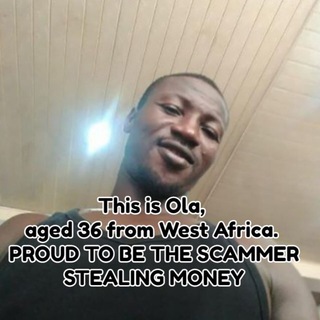 This is Ola,
aged 36 from West Africa.
PROUD TO BE THE SCAMMER
STEALING MONEY